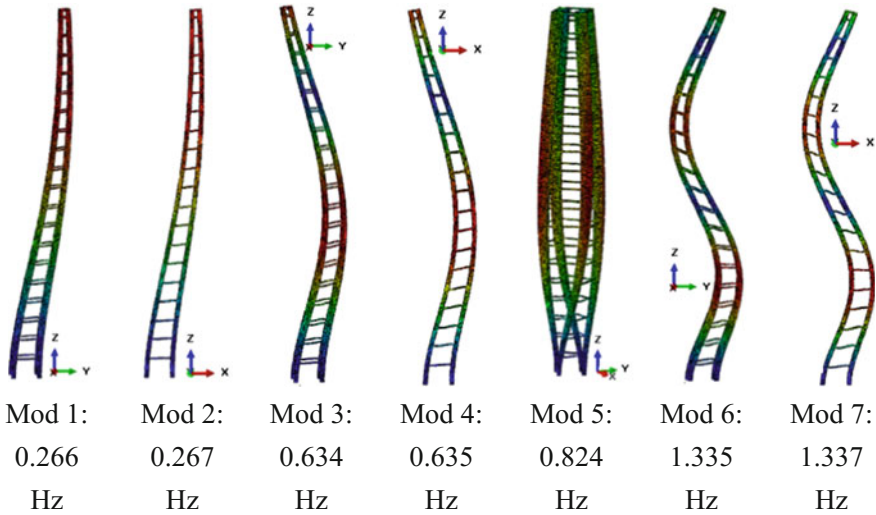 Z
Y
Z
X
Z
Y
Z
X
Z
Y
X
Z
Y
Z
X
Mod 1:
0.266
Hz
Mod 2:
0.267
Hz
Mod 3:
0.634
Hz
Mod 4:
0.635
Hz
Mod 5:
0.824
Hz
Mod 6:
1.335
Hz
Mod 7:
1.337
Hz